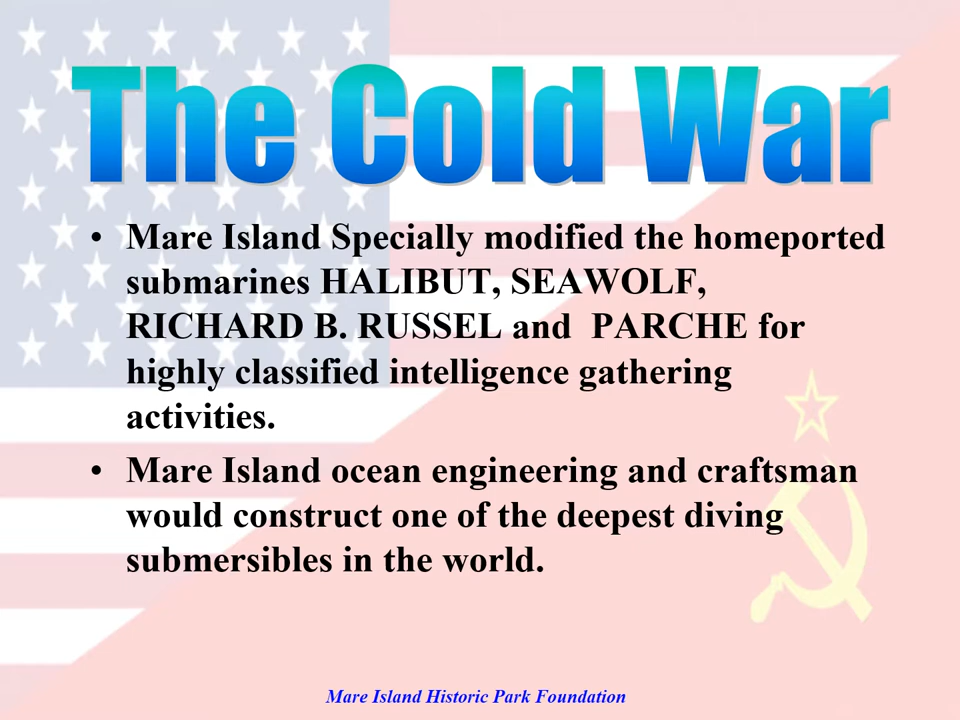 The Cold War
• Mare Island Specially modified the homeported
submarines HALIBUT, SEAWOLF,
RICHARD B. RUSSEL and  PARCHE for
highly classified intelligence gathering
activities.
• Mare Island ocean engineering and craftsman
would construct one of the deepest diving
submersibles in the world.
Mare Island Historic Park Foundation